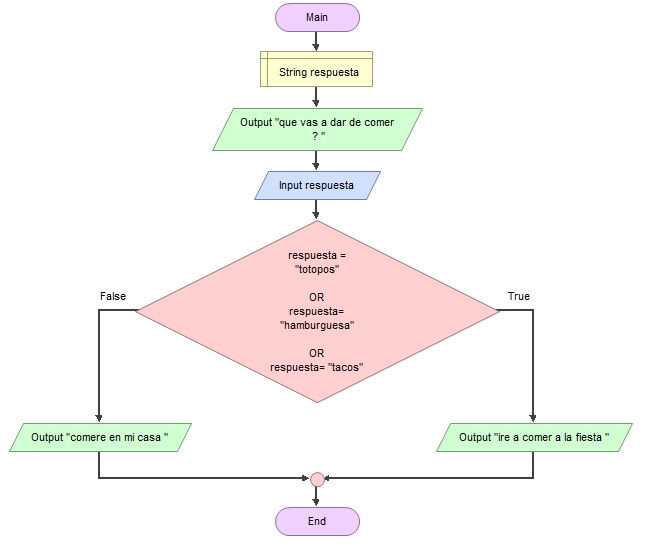 Main
String respuesta
Output "que vas a dar de comer
? "
Input respuesta
respuesta =
"totopos"
OR
respuesta=
"hamburguesa"
OR
respuesta= "tacos"
False
True
Output "comere en mi casa "
Output "ire a comer a la fiesta "
End